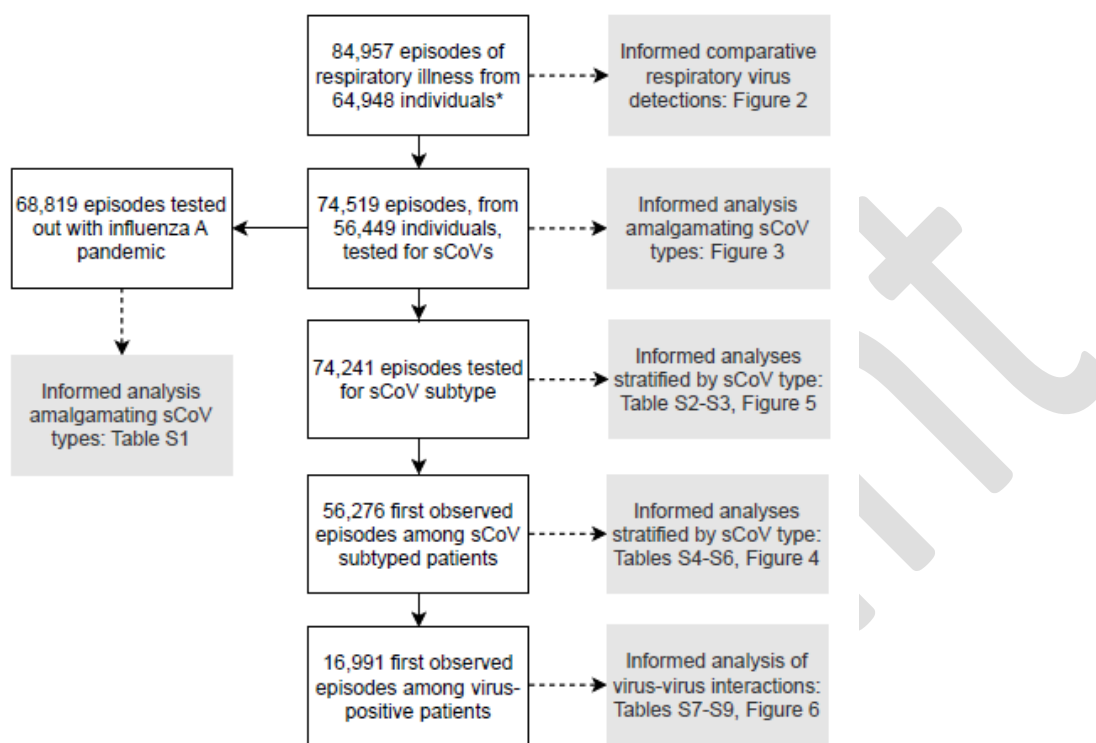 84,957 episodes of
respiratory illness from
64,948 individuals*
Informed comparative
respiratory virus
detections: Figure 2
68,819 episodes tested
out with influenza A
pandemic
74,519 episodes, from
56,449 individuals,
tested for sCoVs
Informed analysis
amalgamating sCoV
types: Figure 3
Informed analysis
amalgamating sCoV
types: Table S1
74,241 episodes tested
for sCoV subtype
Informed analyses
stratified by sCoV type:
Table S2-S3, Figure 5
56,276 first observed
episodes among sCoV
subtyped patients
Informed analyses
stratified by sCoV type:
Tables S4-S6, Figure 4
16,991 first observed
episodes among virus-
positive patients
Informed analysis of
virus-virus interactions:
Tables S7-S9, Figure 6